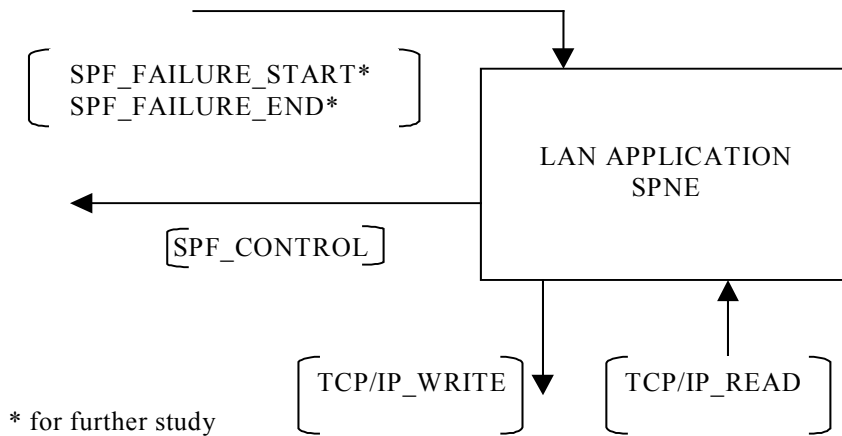 SPF_FAILURE_START*
SPF_FAILURE_END*
LAN APPLICATION
SPNE
SPF_CONTROL
TCP/IP_WRITE
TCP/IP_READ
* for further study